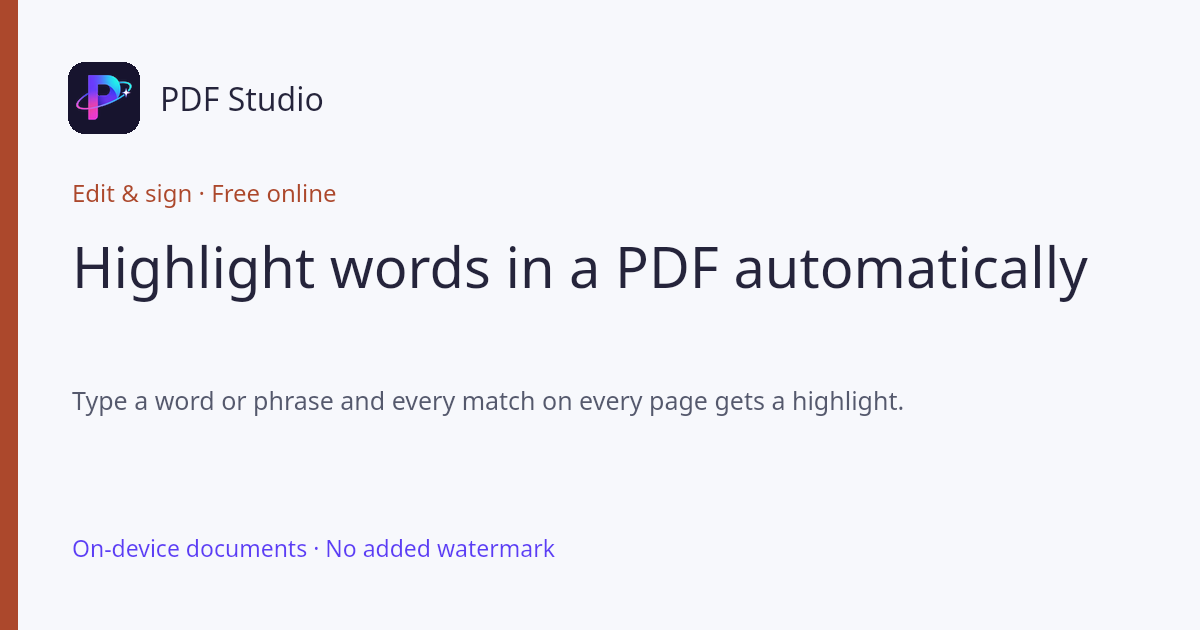 PDF Studio
Edit & sign · Free online
Highlight words in a PDF automatically
Type a word or phrase and every match on every page gets a highlight.
On-device documents · No added watermark